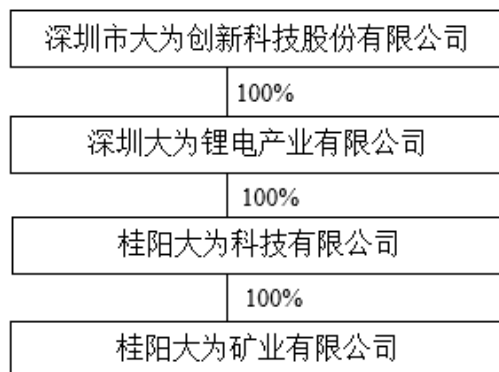 深圳市大为创新科技股份有限公司
100%
深圳大为锂电产业有限公司
100%
桂阳大为科技有限公司
100%
桂阳大为矿业有限公司